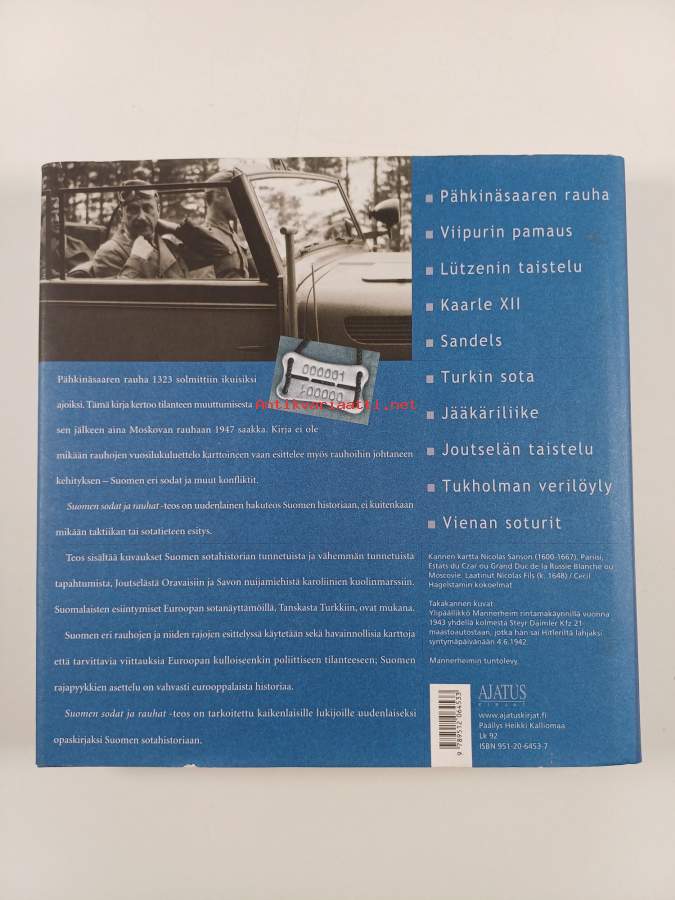 Pähkinäsaaren rauha
Viipurin pamaus
Lützenin taistelu
Kaarle XII
Sandels
Turkin sota
Jääkäriliike
Joutselän taistelu
Tukholman verilöyly
Vienan soturit
000001
000001
Antikvariaatti.net
Pähkinäsaaren rauha 1323 solmittiin ikuisiksi
ajoiksi. Tämä kirja kertoo tilanteen muuttumisesta
sen jälkeen aina Moskovan rauhaan 1947 saakka. Kirja ei ole
mikään rauhojen vuosilukuluettelo karttoineen vaan esittelee myös rauhoihin johtaneen
kehityksen – Suomen eri sodat ja muut konfliktit.
Suomen sodat ja rauhat -teos on uudenlainen hakuteos Suomen historiaan, ei kuitenkaan
mikään taktiikan tai sotatieteen esitys.
Teos sisältää kuvaukset Suomen sotahistorian tunnetuista ja vähemmän tunnetuista
tapahtumista, Joutselästä Oravaisiin ja Savon nuijamiehistä karoliinien kuolinmarssiin.
Suomalaisten esiintymiset Euroopan sotanäyttämöillä, Tanskasta Turkkiin, ovat mukana.
Suomen eri rauhojen ja niiden rajojen esittelyssä käytetään sekä havainnollisia karttoja
että tarvittavia viittauksia Euroopan kulloiseenkin poliittiseen tilanteeseen; Suomen
rajapyykkien asettelu on vahvasti eurooppalaista historiaa.
Suomen sodat ja rauhat -teos on tarkoitettu kaikenlaisille lukijoille uudenlaiseksi
opaskirjaksi Suomen sotahistoriaan.
Kannen kartta Nicolas Sanson (1600-1667), Pariisi,
Estats du Czar ou Grand Duc de la Russie Blanche ou
Moscovie. Laatinut Nicolas Fils (k. 1648) / Cecil
Hagelstamin kokoelmat
Takakannen kuvat
Ylipäällikkö Mannerheim rintamakäynnillä vuonna
1943 yhdellä kolmesta Steyr Daimler Kfz 21-
maastoautostaan, jotka hän sai Hitleriltä lahjaksi
syntymäpäivänään 4.6.1942.
Mannerheimin tuntolevy.
AJATUS
KIRJAT
www.ajatuskirjat.fi
Päällys Heikki Kalliomaa
Lk 92
ISBN 951-20-6453-7
9 789512 064533